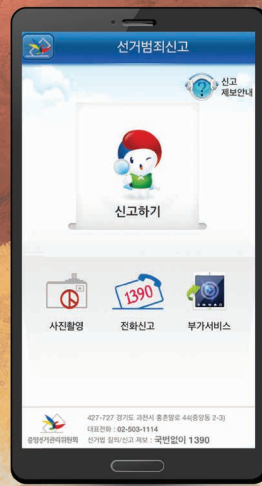 선거범죄신고
신고
제보안내
신고하기
1390
사진촬영
전화신고
부가서비스
중앙선거관리위원회
427-727 경기도 과천시 홍촌말로 44(중앙동 2-3)
대표전화 : 02-503-1114
선거법 질의/신고 제보 : 국번없이 1390